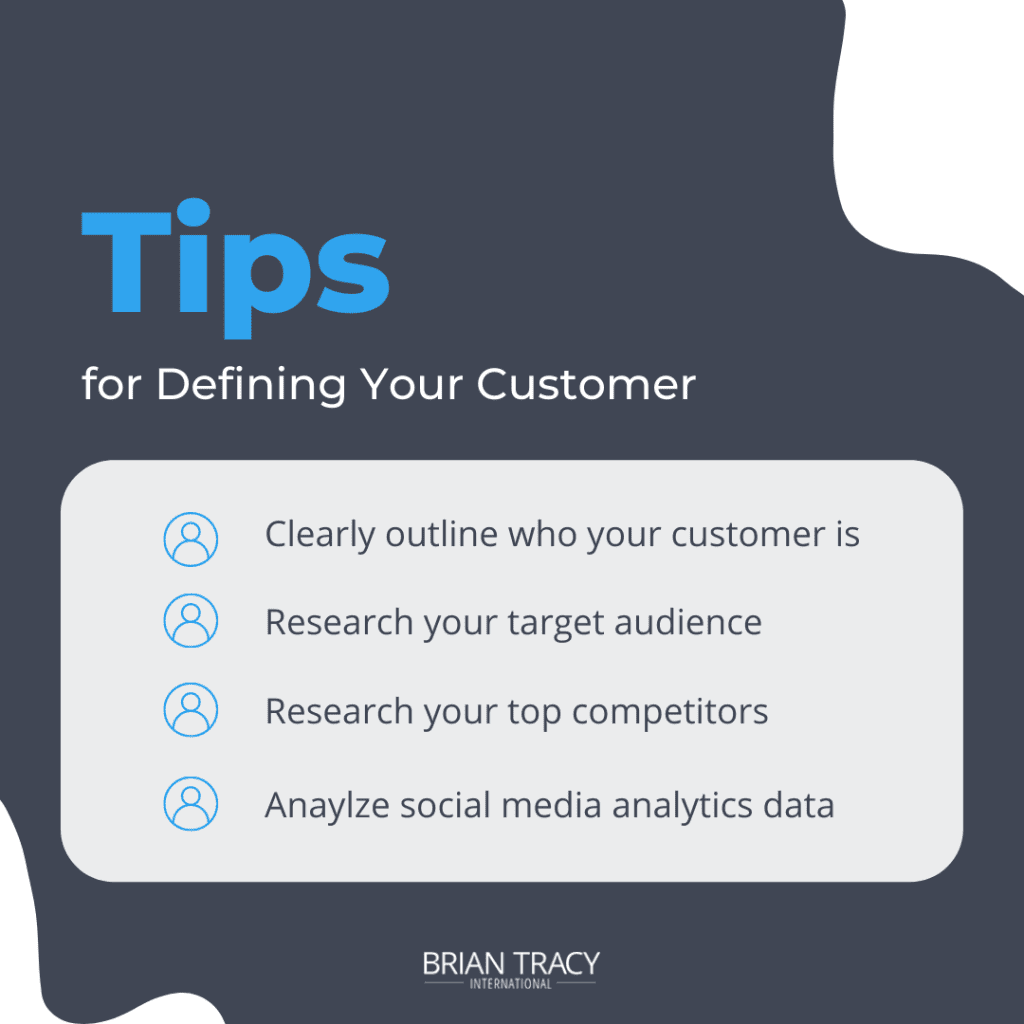 Tips
for Defining Your Customer
Clearly outline who your customer is
Research your target audience
Research your top competitors
Anaylze social media analytics data
BRIAN TRACY
INTERNATIONAL